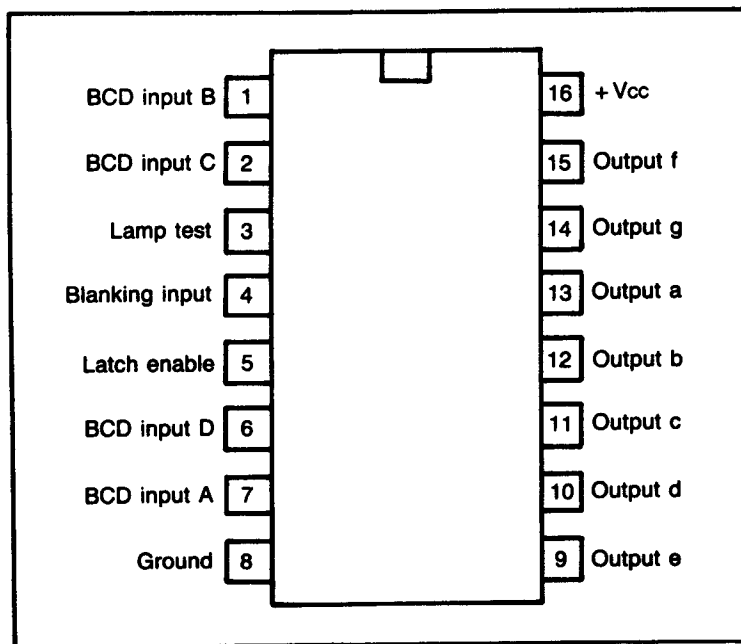 BCD input B 1 16 + Vcc
BCD input C 2 15 Output f
Lamp test 3 14 Output g
Blanking input 4 13 Output a
Latch enable 5 12 Output b
BCD input D 6 11 Output c
BCD input A 7 10 Output d
Ground 8 9 Output e